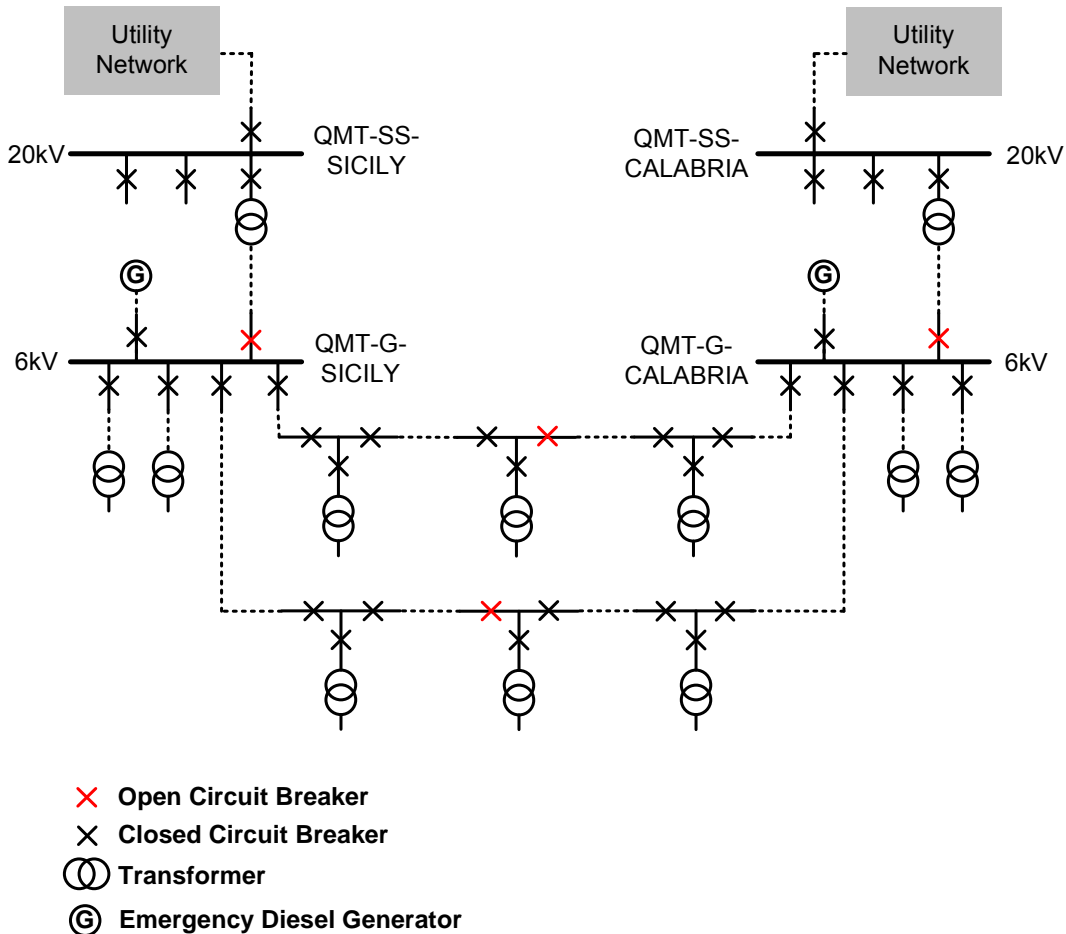 Utility
Network
Utility
Network
20kV
QMT-SS-
SICILY
QMT-SS-
CALABRIA
20kV
G
G
6kV
QMT-G-
SICILY
QMT-G-
CALABRIA
6kV
Open Circuit Breaker
Closed Circuit Breaker
Transformer
G Emergency Diesel Generator